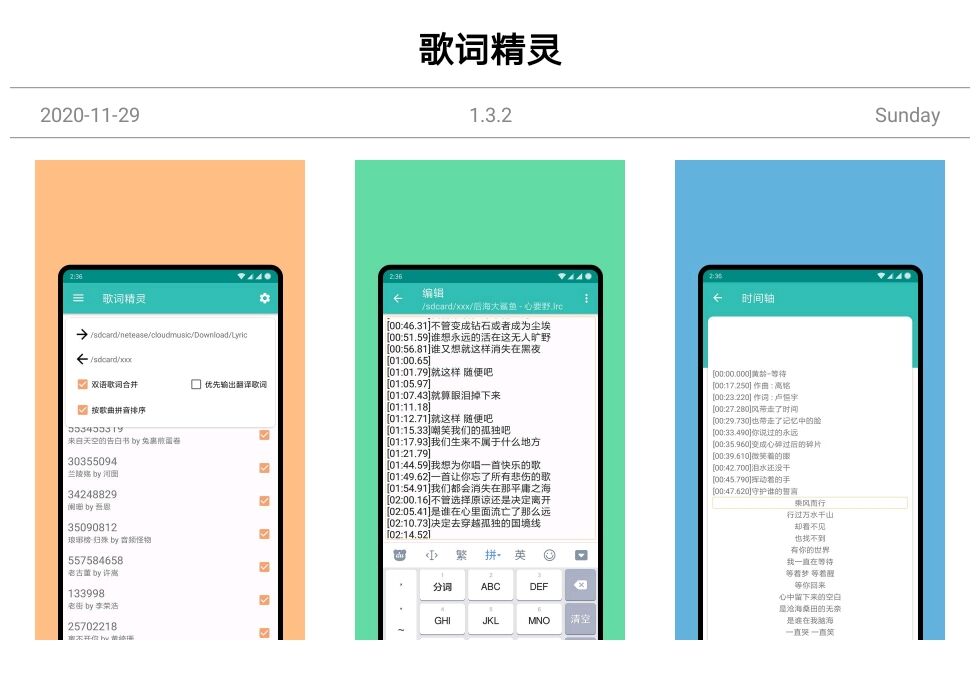 歌词精灵
2020-11-29
1.3.2
Sunday
2:36
歌词精灵
/sdcard/netease/cloudmusic/Download/Lyric
/sdcard/xxx
双语歌词合并
优先输出翻译歌词
按歌曲拼音排序
553455319
来自天空的告白书 by 兔裹煎蛋卷
30355094
兰陵殇 by 河图
34248829
阑珊 by 吾恩
35090812
琅琊榜·归殊 by 音频怪物
557584658
老古董 by 许嵩
133998
老街 by 李荣浩
25702218
离不开你 by 黄绮珊
2:36
编辑
/sdcard/xxx/后海大鲨鱼 - 心要野.lrc
[00:46.31]不管变成钻石或者成为尘埃
[00:51.59]谁想永远的活在这无人旷野
[00:56.81]谁又想就这样消失在黑夜
[01:00.65]
[01:01.79]就这样 随便吧
[01:05.97]
[01:07.43]就算眼泪掉下来
[01:11.18]
[01:12.71]就这样 随便吧
[01:15.33]嘲笑我们的孤独吧
[01:17.93]我们生来不属于什么地方
[01:21.79]
[01:44.59]我想为你唱一首快乐的歌
[01:49.62]一首让你忘了所有悲伤的歌
[01:54.91]我们都会消失在那平庸之海
[02:00.16]不管选择原谅还是决定离开
[02:05.41]是谁在心里面流亡了那么远
[02:10.73]决定去穿越孤独的国境线
[02:14.52]
du
繁
拼
英
1
分词
2
ABC
3
DEF
4
GHI
5
JKL
6
MNO
清空
~
2:36
时间轴
[00:00.000]黄龄-等待
[00:17.250] 作曲 : 高铭
[00:23.220] 作词 : 卢恒宇
[00:27.280]风带走了时间
[00:29.730]也带走了记忆中的脸
[00:33.490]你说过的永远
[00:35.960]变成心碎过后的碎片
[00:39.610]微笑着的眼
[00:42.700]泪水还没干
[00:45.790]挥动着的手
[00:47.620]守护谁的誓言
乘风而行
行过万水千山
却看不见
也找不到
有你的世界
我一直在等待
等着梦 等着醒
等你回来
心中留下来的空白
是沧海桑田的无奈
是谁在我脑海
一直哭 一直笑